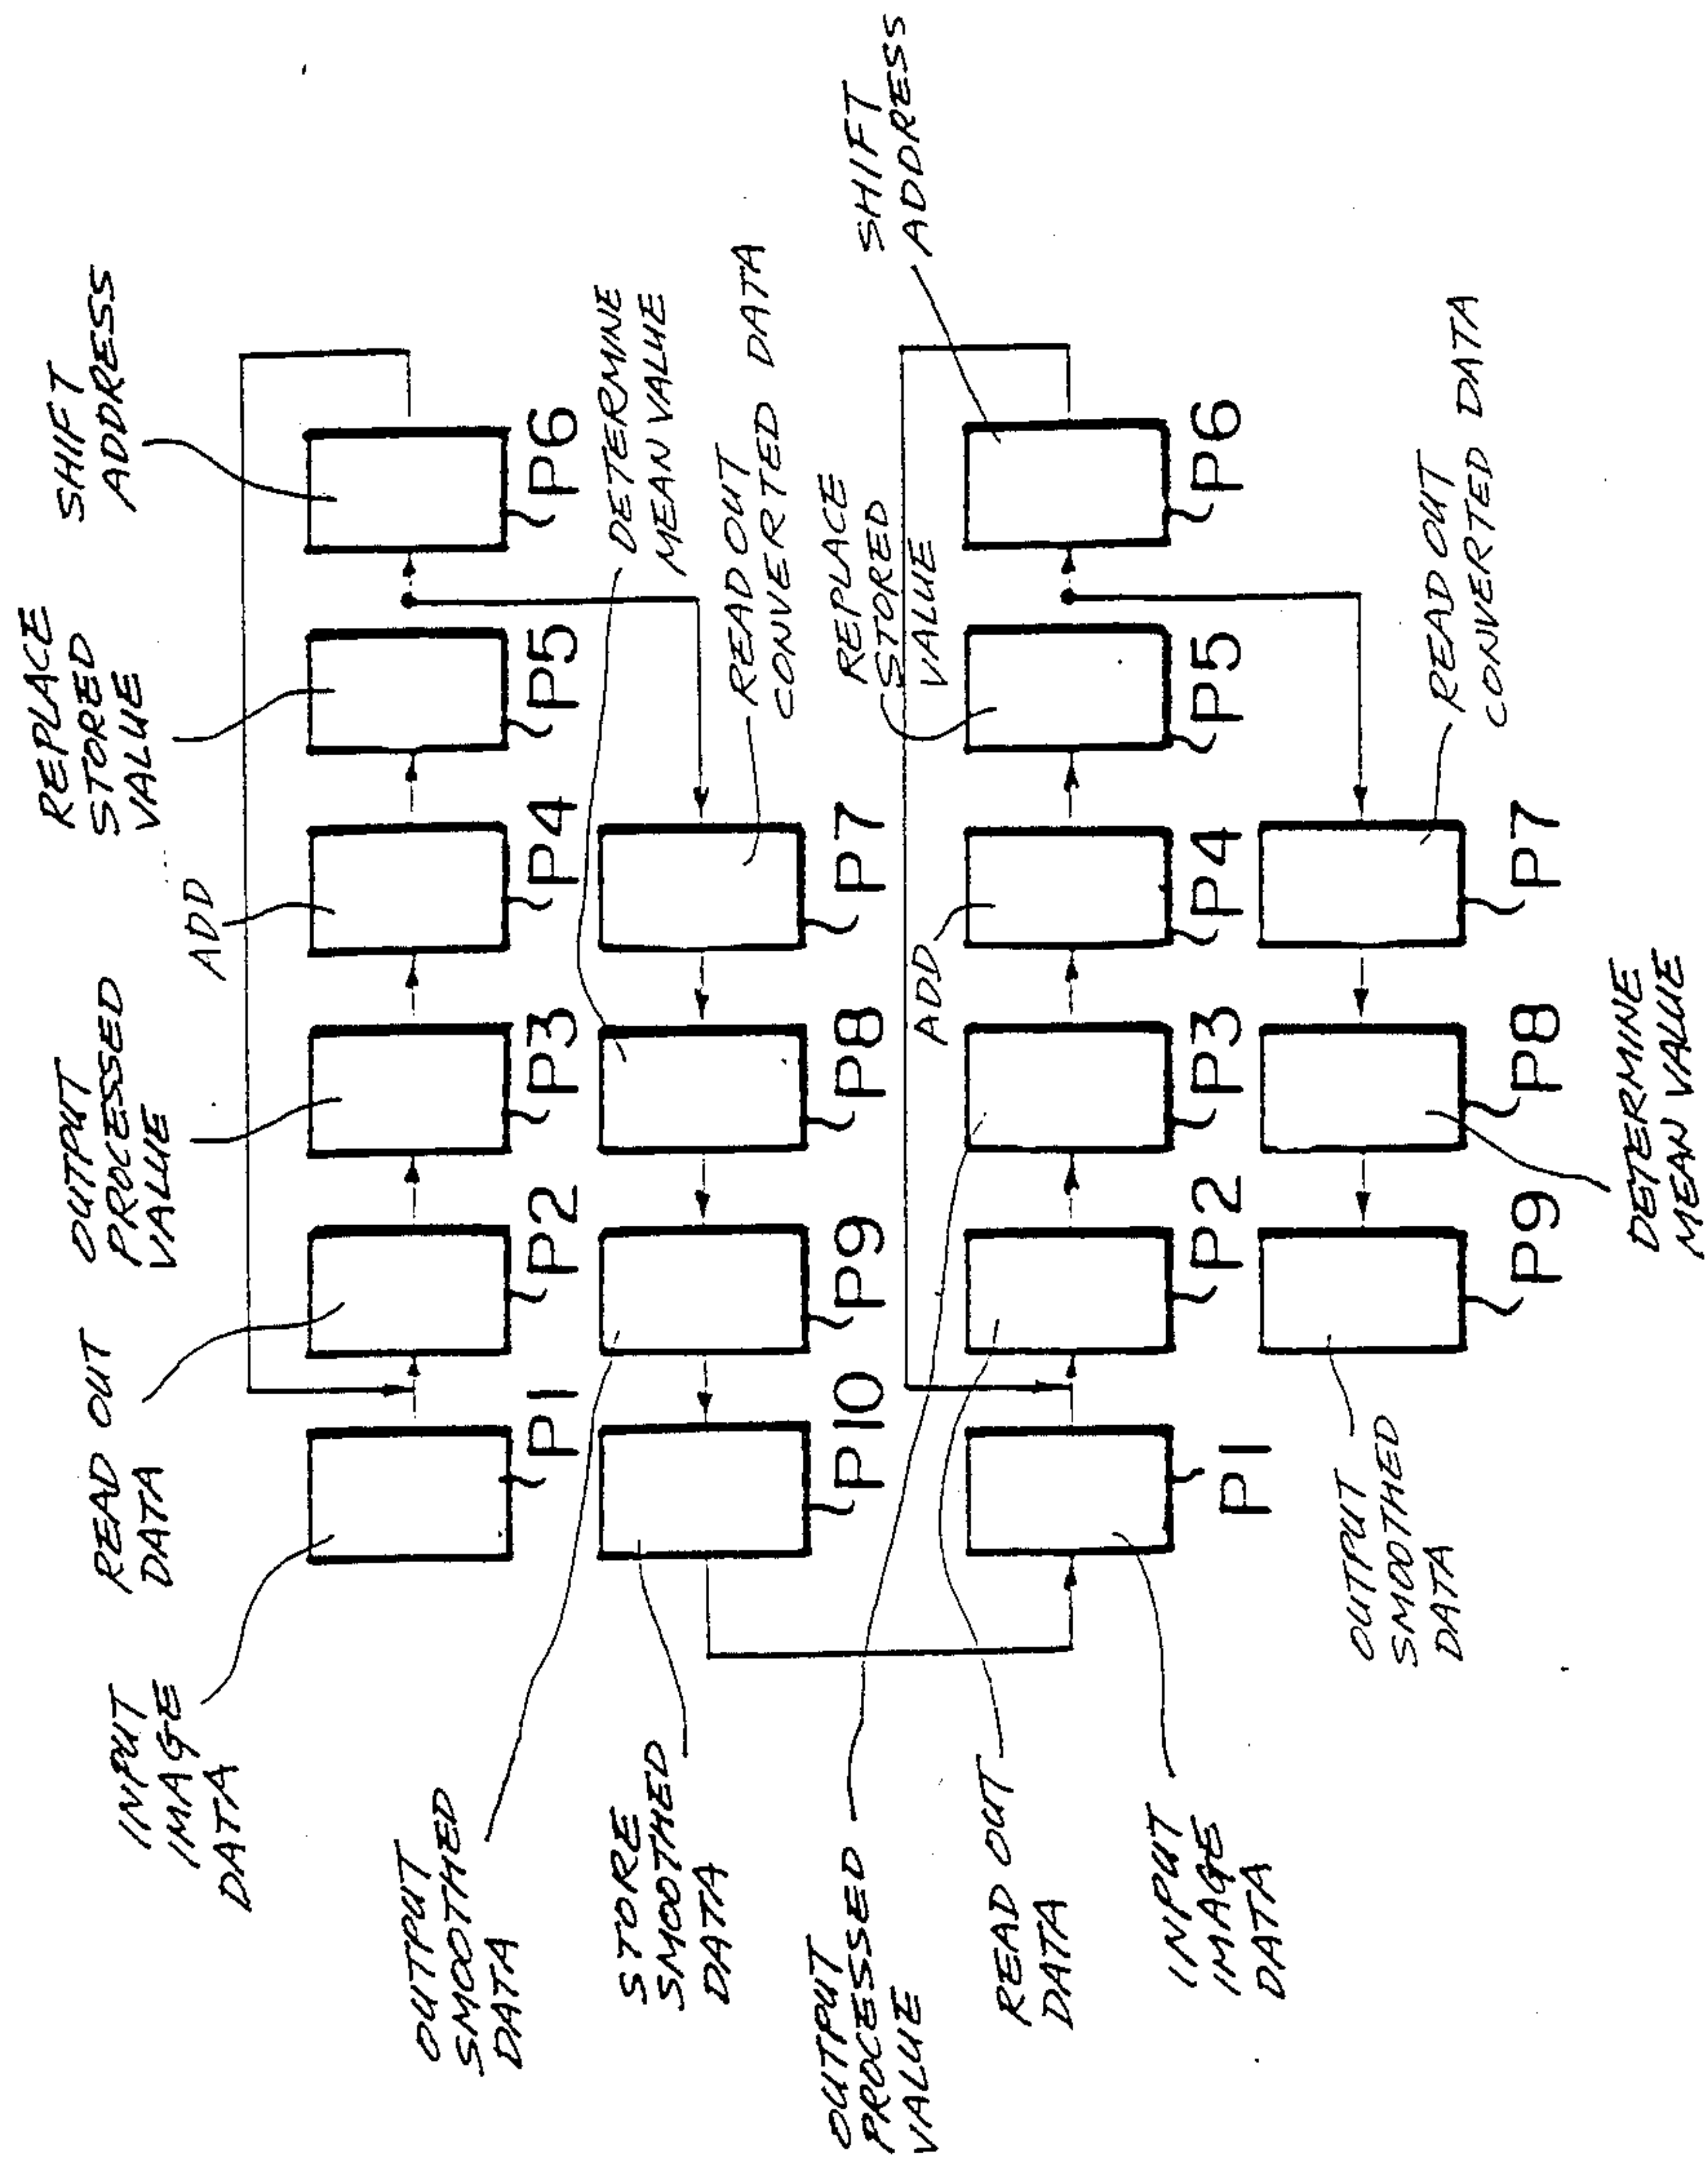 SHIFT
ADDRESS
REPLACE
STORED
VALUE
ADD
OUTPUT
PROCESSED
VALUE
READ OUT
DATA
INPUT
IMAGE
DATA
P1
P2
P3
P4
P5
P6
DETERMINE
MEAN VALUE
READ OUT
CONVERTED DATA
OUTPUT
SMOOTHED
DATA
STORE
SMOOTHED
DATA
P10
P9
P8
P7
SHIFT
ADDRESS
REPLACE
STORED
VALUE
ADD
OUTPUT
PROCESSED
VALUE
READ OUT
DATA
INPUT
IMAGE
DATA
P1
P2
P3
P4
P5
P6
READ OUT
CONVERTED DATA
OUTPUT
SMOOTHED
DATA
P9
P8
P7
DETERMINE
MEAN VALUE